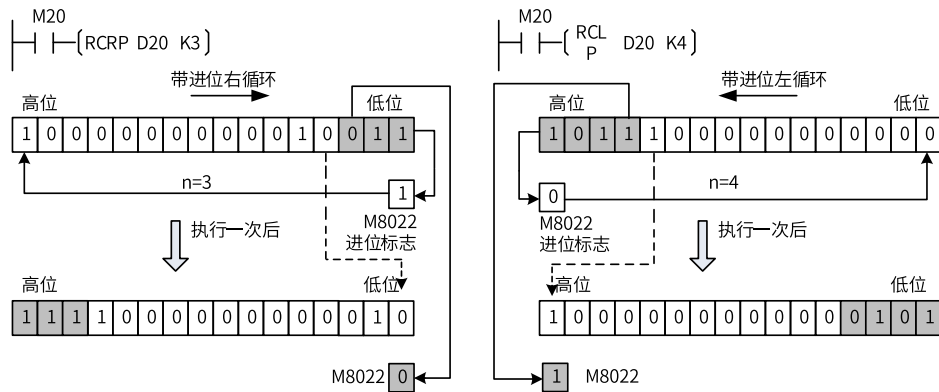 M20
RCRP D20 K3
带进位右循环
高位 低位
1 0 0 0 0 0 0 0 0 0 0 1 0 0 1 1
n=3
1
M8022
进位标志
执行一次后
高位 低位
1 1 1 1 0 0 0 0 0 0 0 0 0 0 1 0
M8022 0
M20
RCL
P D20 K4
带进位左循环
高位 低位
1 0 1 1 1 0 0 0 0 0 0 0 0 0 0 0
n=4
0
M8022
进位标志
执行一次后
高位 低位
1 0 0 0 0 0 0 0 0 0 0 0 0 1 0 1
1 M8022